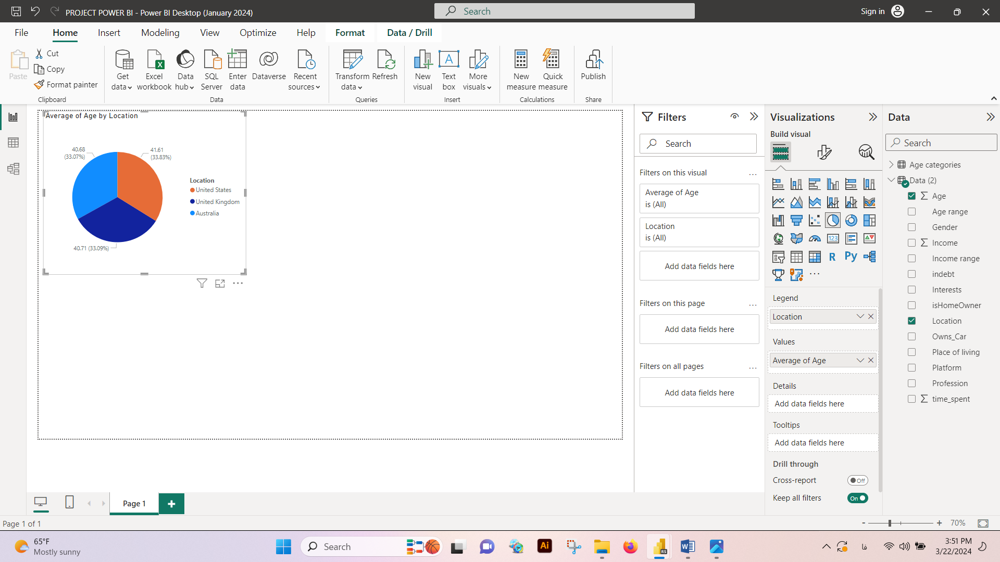 PROJECT POWER BI - Power BI Desktop (January 2024)
Search
Sign in
File
Home
Insert
Modeling
View
Optimize
Help
Format
Data / Drill
Paste
Cut
Copy
Format painter
Clipboard
Get
data
Excel
workbook
Data
hub
SQL
Server
Enter
data
Dataverse
Recent
sources
Data
Transform
data
Refresh
Queries
New
visual
Text
box
More
visuals
Insert
New
measure
Quick
measure
Calculations
Publish
Share
Average of Age by Location
40.68
(33.07%)
41.61
(33.83%)
40.71 (33.09%)
Location
United States
United Kingdom
Australia
Filters
Search
Filters on this visual
...
Average of Age
is (All)
Location
is (All)
Add data fields here
Filters on this page
...
Add data fields here
Filters on all pages
...
Add data fields here
Visualizations
Build visual
123
R
Py
...
Legend
Location
Values
Average of Age
Details
Add data fields here
Tooltips
Add data fields here
Drill through
Cross-report
Off
Keep all filters
On
Data
Search
Age categories
Data (2)
Σ Age
Age range
Gender
Σ Income
Income range
indebt
Interests
isHomeOwner
Location
Owns_Car
Place of living
Platform
Profession
Σ time_spent
Page 1
+
Page 1 of 1
- + 70%
65°F
Mostly sunny
Search
Ai
RS
W
فا
3:51 PM
3/22/2024